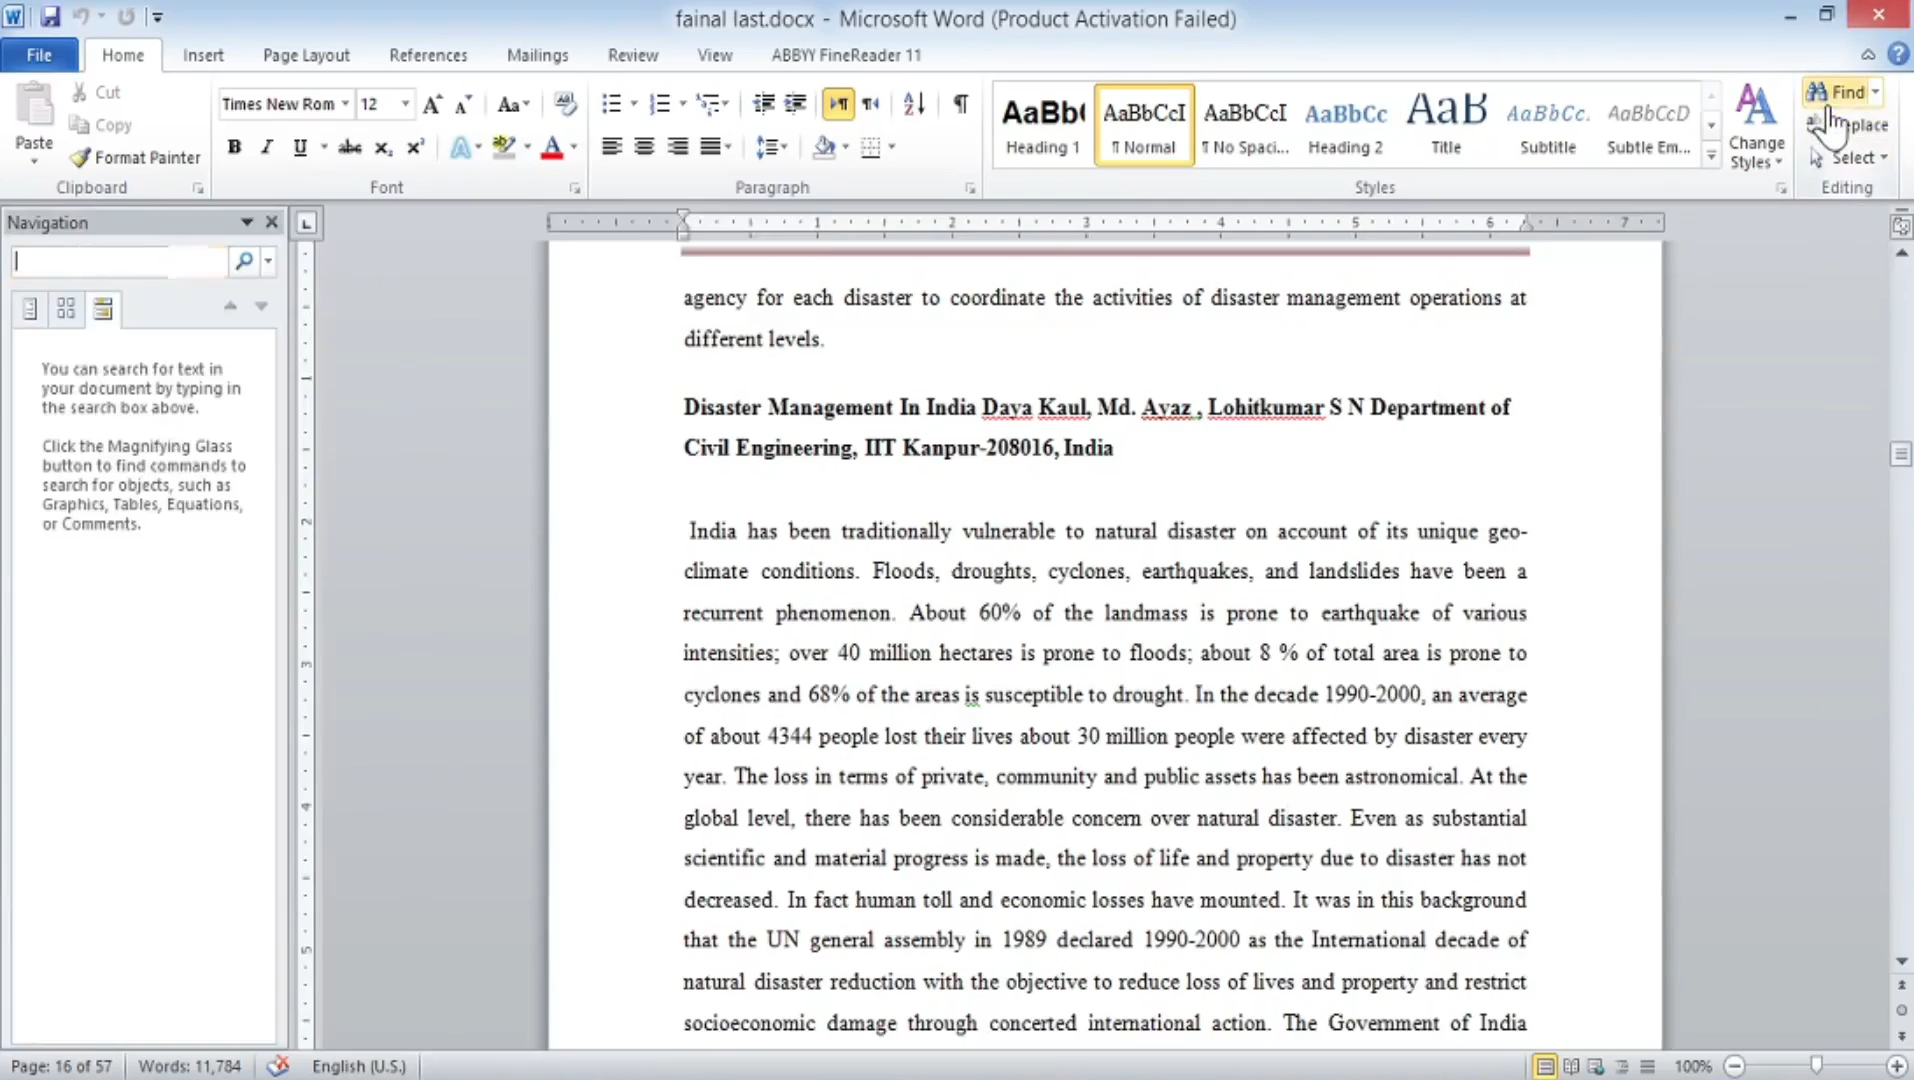 fainal last.docx - Microsoft Word (Product Activation Failed)
File Home Insert Page Layout References Mailings Review View ABBYY FineReader 11
Paste
Cut
Copy
Format Painter
Clipboard
Times New Rom 12
Font
Paragraph
AaBbC AaBbCcI AaBbCcI AaBbCc AaB AaBbCc. AaBbCcD
Heading 1 ¶ Normal ¶ No Spaci... Heading 2 Title Subtitle Subtle Em...
Styles
Change
Styles
Find
Select
Editing
Navigation
You can search for text in
your document by typing in
the search box above.
Click the Magnifying Glass
button to find commands to
search for objects, such as
Graphics, Tables, Equations,
or Comments.
1 2 3 4 5 6 7
agency for each disaster to coordinate the activities of disaster management operations at
different levels.
Disaster Management In India Daya Kaul, Md. Ayaz , Lohitkumar S N Department of
Civil Engineering, IIT Kanpur-208016, India
India has been traditionally vulnerable to natural disaster on account of its unique geo-
climate conditions. Floods, droughts, cyclones, earthquakes, and landslides have been a
recurrent phenomenon. About 60% of the landmass is prone to earthquake of various
intensities; over 40 million hectares is prone to floods; about 8 % of total area is prone to
cyclones and 68% of the areas is susceptible to drought. In the decade 1990-2000, an average
of about 4344 people lost their lives about 30 million people were affected by disaster every
year. The loss in terms of private, community and public assets has been astronomical. At the
global level, there has been considerable concern over natural disaster. Even as substantial
scientific and material progress is made, the loss of life and property due to disaster has not
decreased. In fact human toll and economic losses have mounted. It was in this background
that the UN general assembly in 1989 declared 1990-2000 as the International decade of
natural disaster reduction with the objective to reduce loss of lives and property and restrict
socioeconomic damage through concerted international action. The Government of India
Page: 16 of 57 Words: 11,784 English (U.S.) 100%